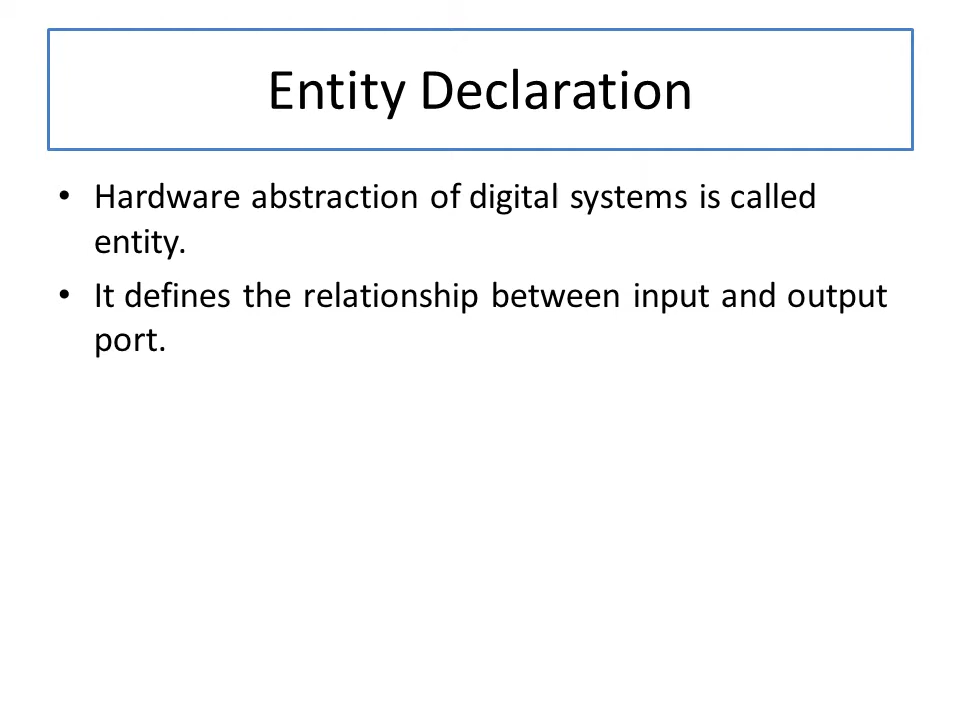 Entity Declaration
• Hardware abstraction of digital systems is called
entity.
• It defines the relationship between input and output
port.